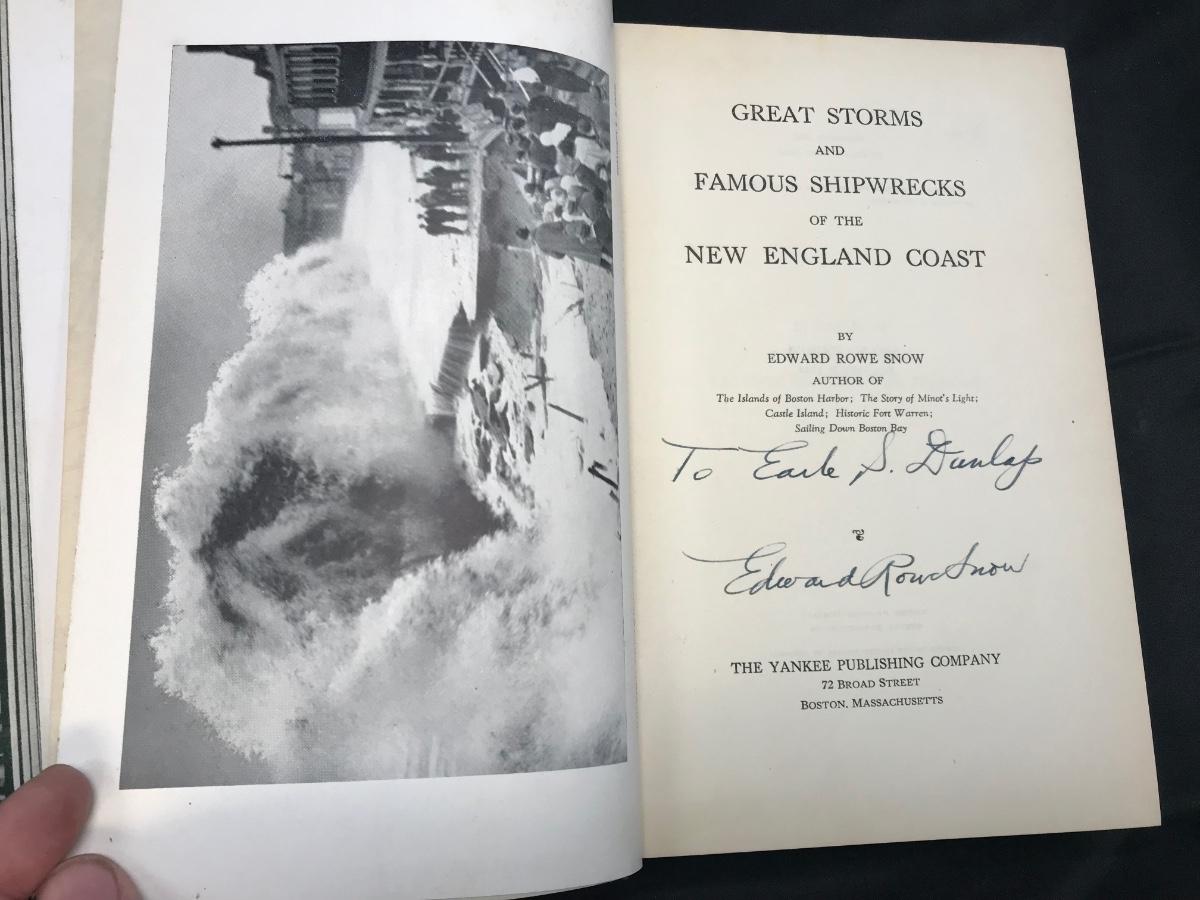 GREAT STORMS
AND
FAMOUS SHIPWRECKS
OF THE
NEW ENGLAND COAST
BY
EDWARD ROWE SNOW
AUTHOR OF
The Islands of Boston Harbor; The Story of Minot's Light;
Castle Island; Historic Fort Warren;
Sailing Down Boston Bay
To Earle S. Dunlap
Edward Rowe Snow
THE YANKEE PUBLISHING COMPANY
72 BROAD STREET
BOSTON, MASSACHUSETTS